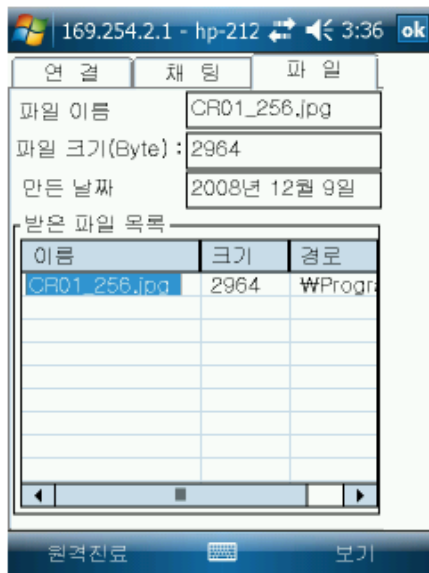 169.254.2.1 - hp-212 3:36 ok
연 결 채 팅 파 일
파일 이름 CR01_256.jpg
파일 크기(Byte) : 2964
만든 날짜 2008년 12월 9일
받은 파일 목록
이름 크기 경로
CR01_256.jpg 2964 ₩Progra
원격진료 보기